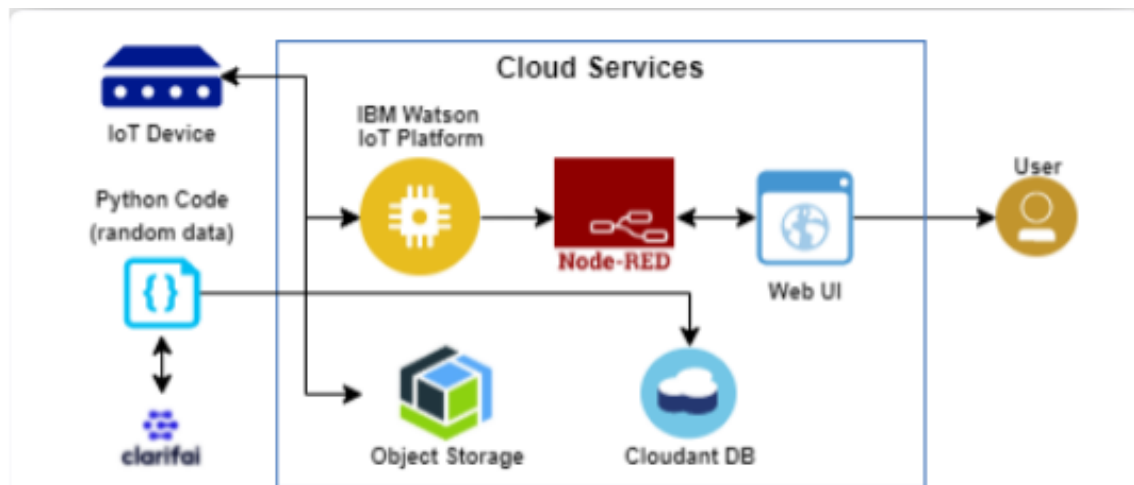 Cloud Services
IoT Device
IBM Watson
IoT Platform
User
Python Code
(random data)
{}
Node-RED
Web UI
clarifai
Object Storage
Cloudant DB